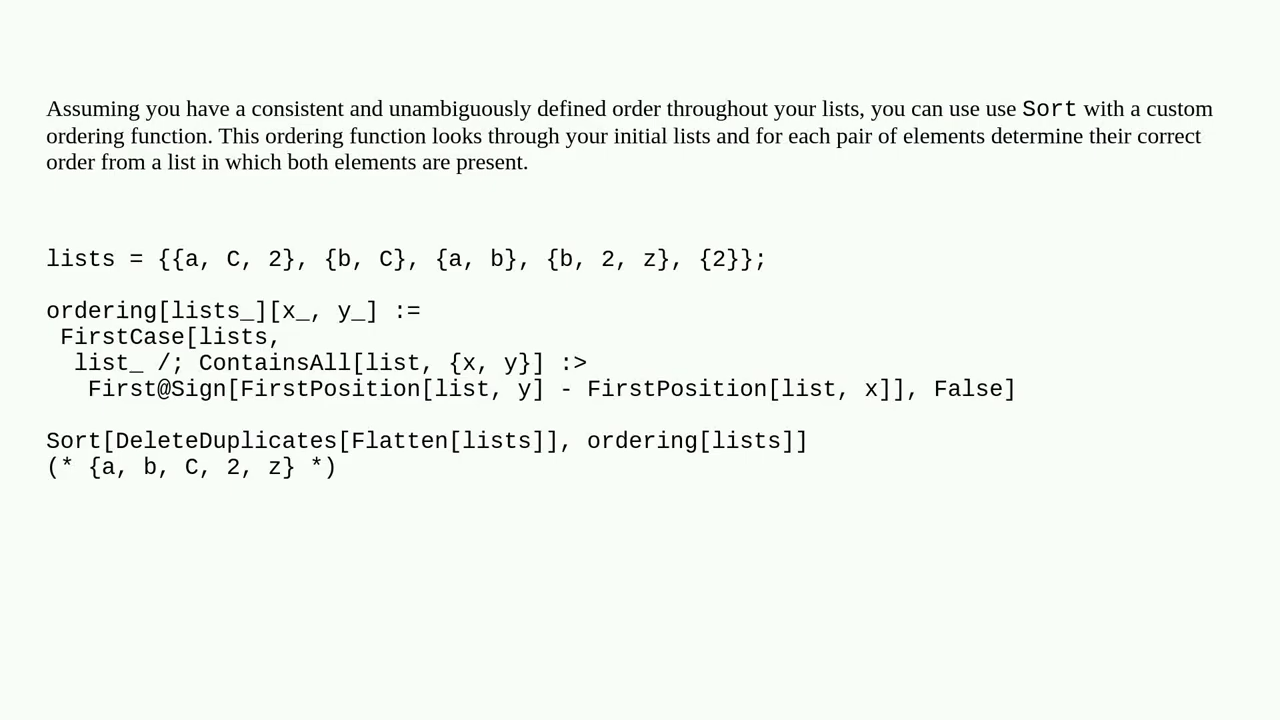 Assuming you have a consistent and unambiguously defined order throughout your lists, you can use use Sort with a custom
ordering function. This ordering function looks through your initial lists and for each pair of elements determine their correct
order from a list in which both elements are present.
lists = {{a, C, 2}, {b, C}, {a, b}, {b, 2, z}, {2}};
ordering[lists_][x_, y_] :=
 FirstCase[lists,
  list_ /; ContainsAll[list, {x, y}] :>
   First@Sign[FirstPosition[list, y] - FirstPosition[list, x]], False]
Sort[DeleteDuplicates[Flatten[lists]], ordering[lists]]
(* {a, b, C, 2, z} *)